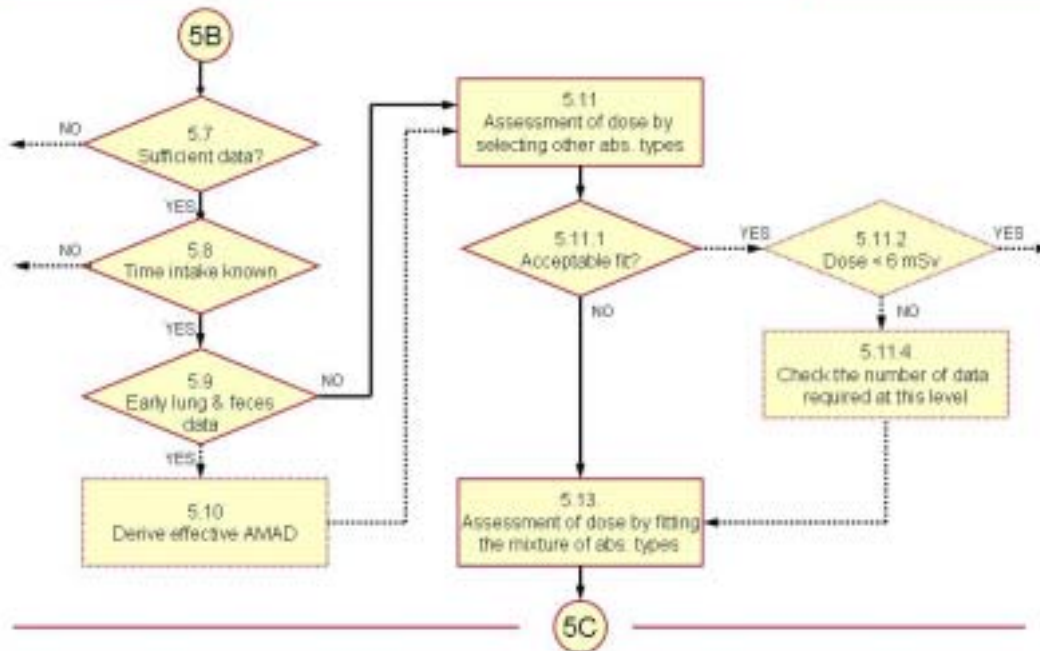 5B
NO
5.7
Sufficient data?
YES
NO
5.8
Time intake known
YES
5.9
Early lung & feces
data
NO
YES
5.10
Derive effective AMAD
5.11
Assessment of dose by
selecting other abs. types
5.11.1
Acceptable fit?
YES
5.11.2
Dose < 6 mSv
YES
NO
NO
5.11.4
Check the number of data
required at this level
5.13
Assessment of dose by fitting
the mixture of abs. types
5C